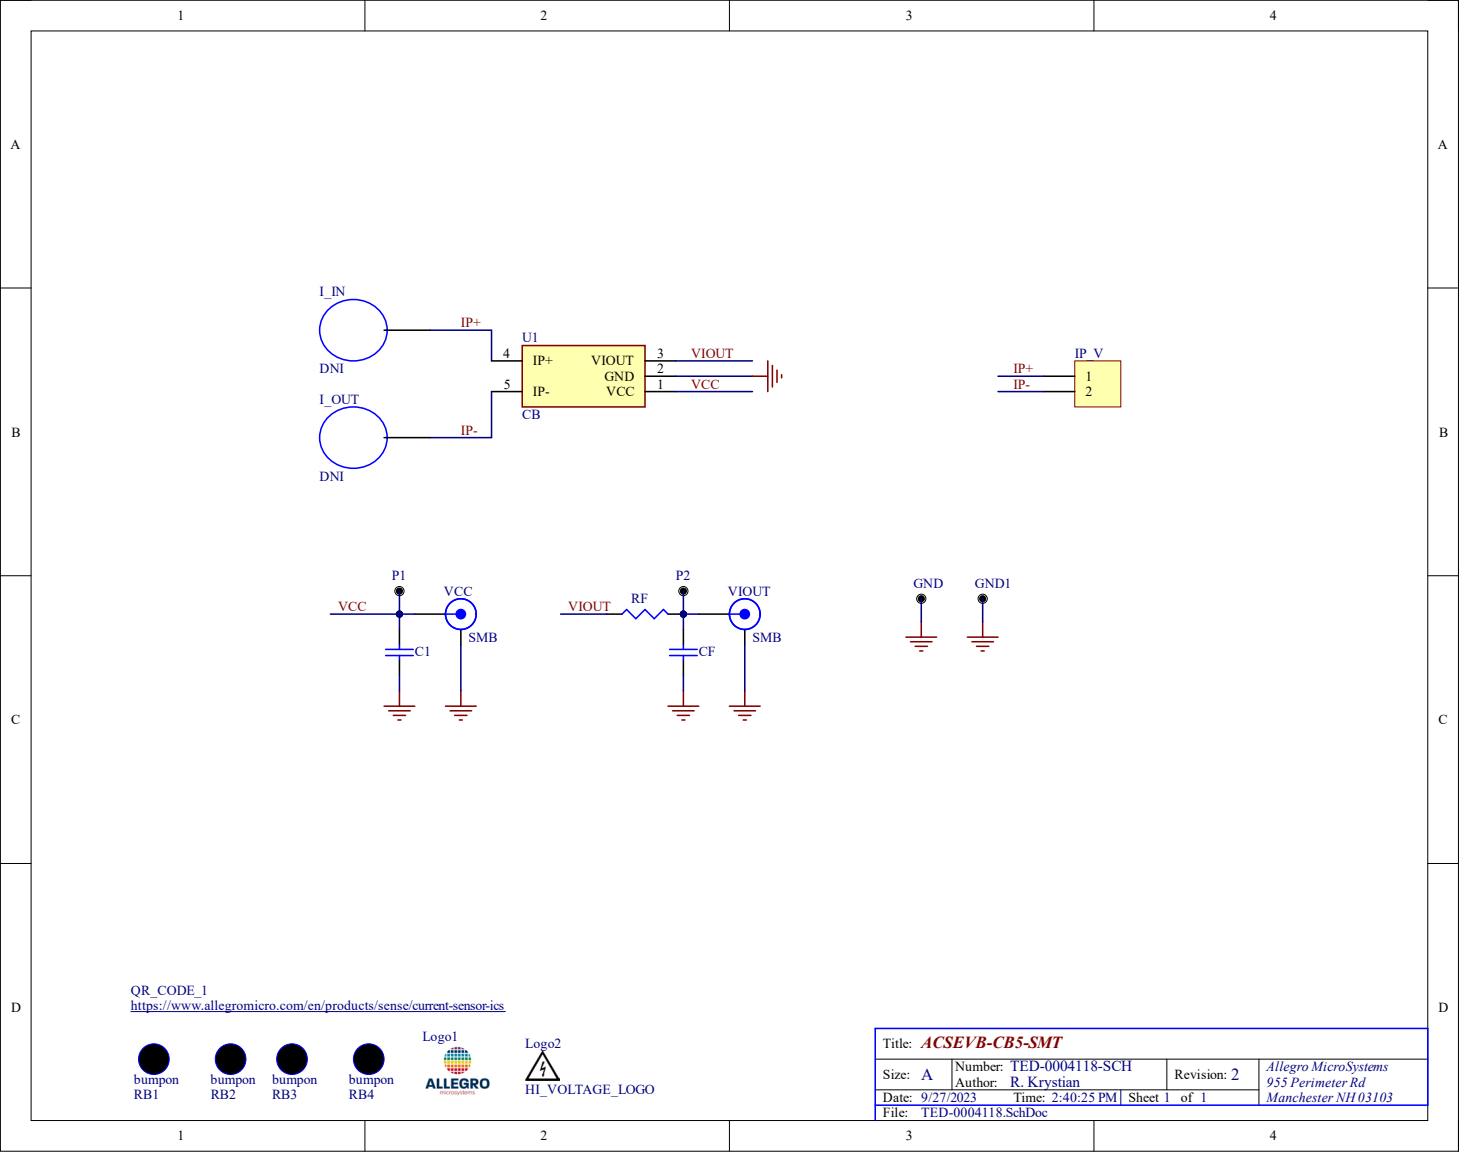 1 2 3 4
A A
I_IN
IP+
DNI
U1
4 IP+ VIOUT 3 VIOUT
GND 2
5 IP- VCC 1 VCC
CB
I_OUT
IP-
DNI
IP_V
IP+ 1
IP- 2
B B
P1
VCC
VCC
SMB
C1
P2
VIOUT RF VIOUT
SMB
CF
GND GND1
C C
QR_CODE_1
https://www.allegromicro.com/en/products/sense/current-sensor-ics
D D
bumpon bumpon bumpon bumpon
RB1 RB2 RB3 RB4
Logo1
ALLEGRO
microsystems
Logo2
HI_VOLTAGE_LOGO
Title: ACSEVB-CB5-SMT
Size: A Number: TED-0004118-SCH Revision: 2 Allegro MicroSystems
Author: R. Krystian 955 Perimeter Rd
Date: 9/27/2023 Time: 2:40:25 PM Sheet 1 of 1 Manchester NH 03103
File: TED-0004118.SchDoc
1 2 3 4